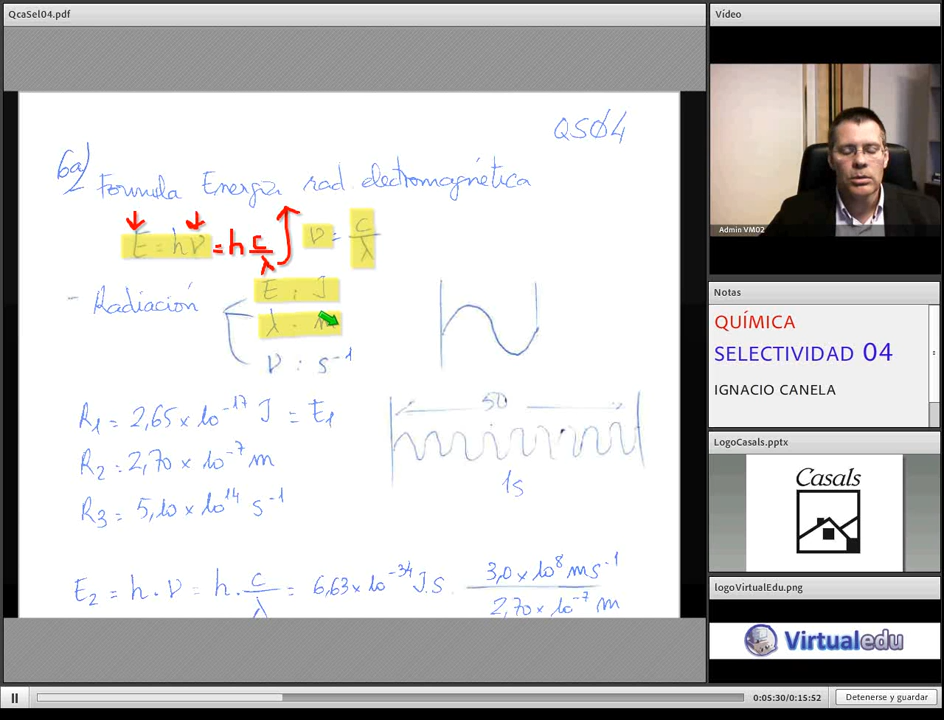 QcaSel04.pdf
QS04
6a)
Formula Energía rad. electromagnética
E = hν = h c/λ
ν = c/λ
- Radiación
E : J
λ : m
ν : s⁻¹
R1 = 2,65 x 10⁻¹⁷ J = E1
R2 = 2,70 x 10⁻⁷ m
R3 = 5,10 x 10¹⁴ s⁻¹
50
1s
E2 = h · ν = h · c/λ = 6,63 x 10⁻³⁴ J.s . 3,0 x 10⁸ ms⁻¹ / 2,70 x 10⁻⁷ m
0:05:30/0:15:52
Detenerse y guardar
Vídeo
Admin VM02
Notas
QUÍMICA
SELECTIVIDAD 04
IGNACIO CANELA
LogoCasals.pptx
Casals
logoVirtualEdu.png
Virtualedu